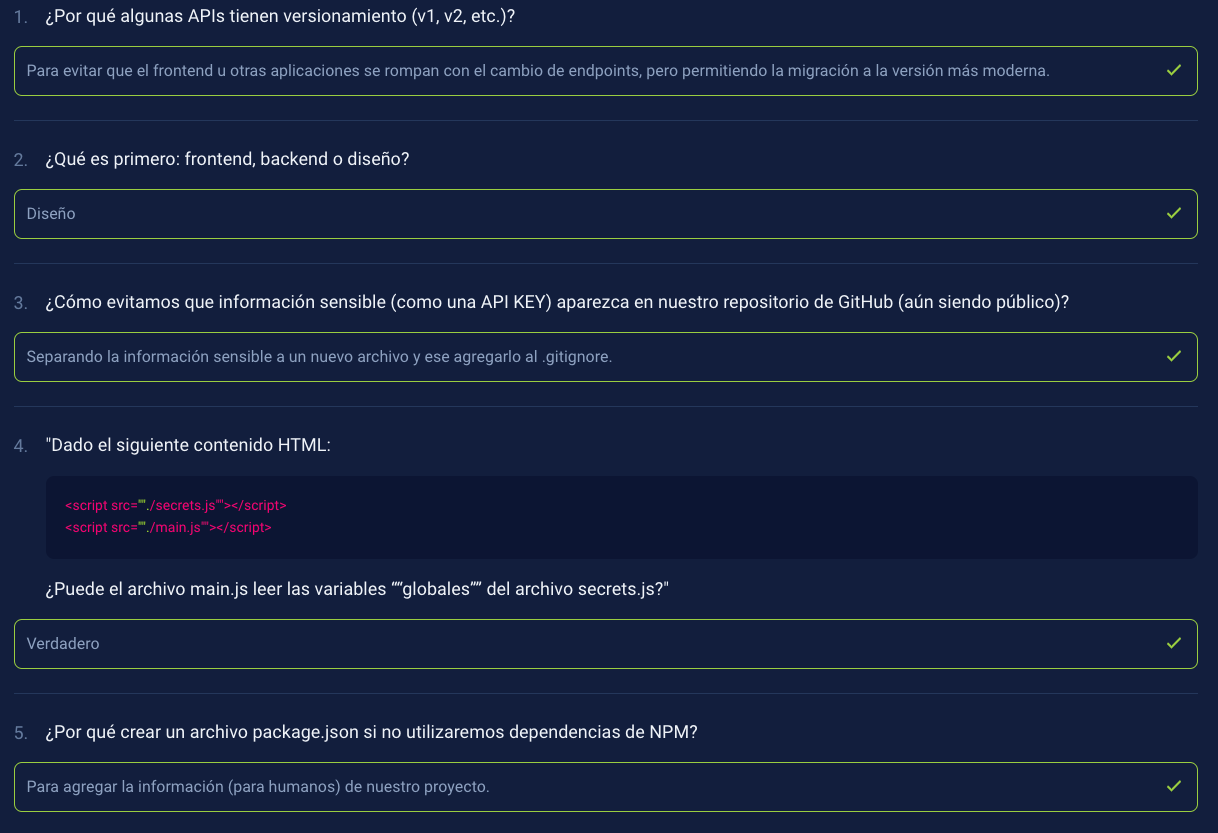 1. ¿Por qué algunas APIs tienen versionamiento (v1, v2, etc.)?
Para evitar que el frontend u otras aplicaciones se rompan con el cambio de endpoints, pero permitiendo la migración a la versión más moderna.
2. ¿Qué es primero: frontend, backend o diseño?
Diseño
3. ¿Cómo evitamos que información sensible (como una API KEY) aparezca en nuestro repositorio de GitHub (aún siendo público)?
Separando la información sensible a un nuevo archivo y ese agregarlo al .gitignore.
4. "Dado el siguiente contenido HTML:
<script src=""./secrets.js""></script>
<script src=""./main.js""></script>
¿Puede el archivo main.js leer las variables ““globales”” del archivo secrets.js?"
Verdadero
5. ¿Por qué crear un archivo package.json si no utilizaremos dependencias de NPM?
Para agregar la información (para humanos) de nuestro proyecto.